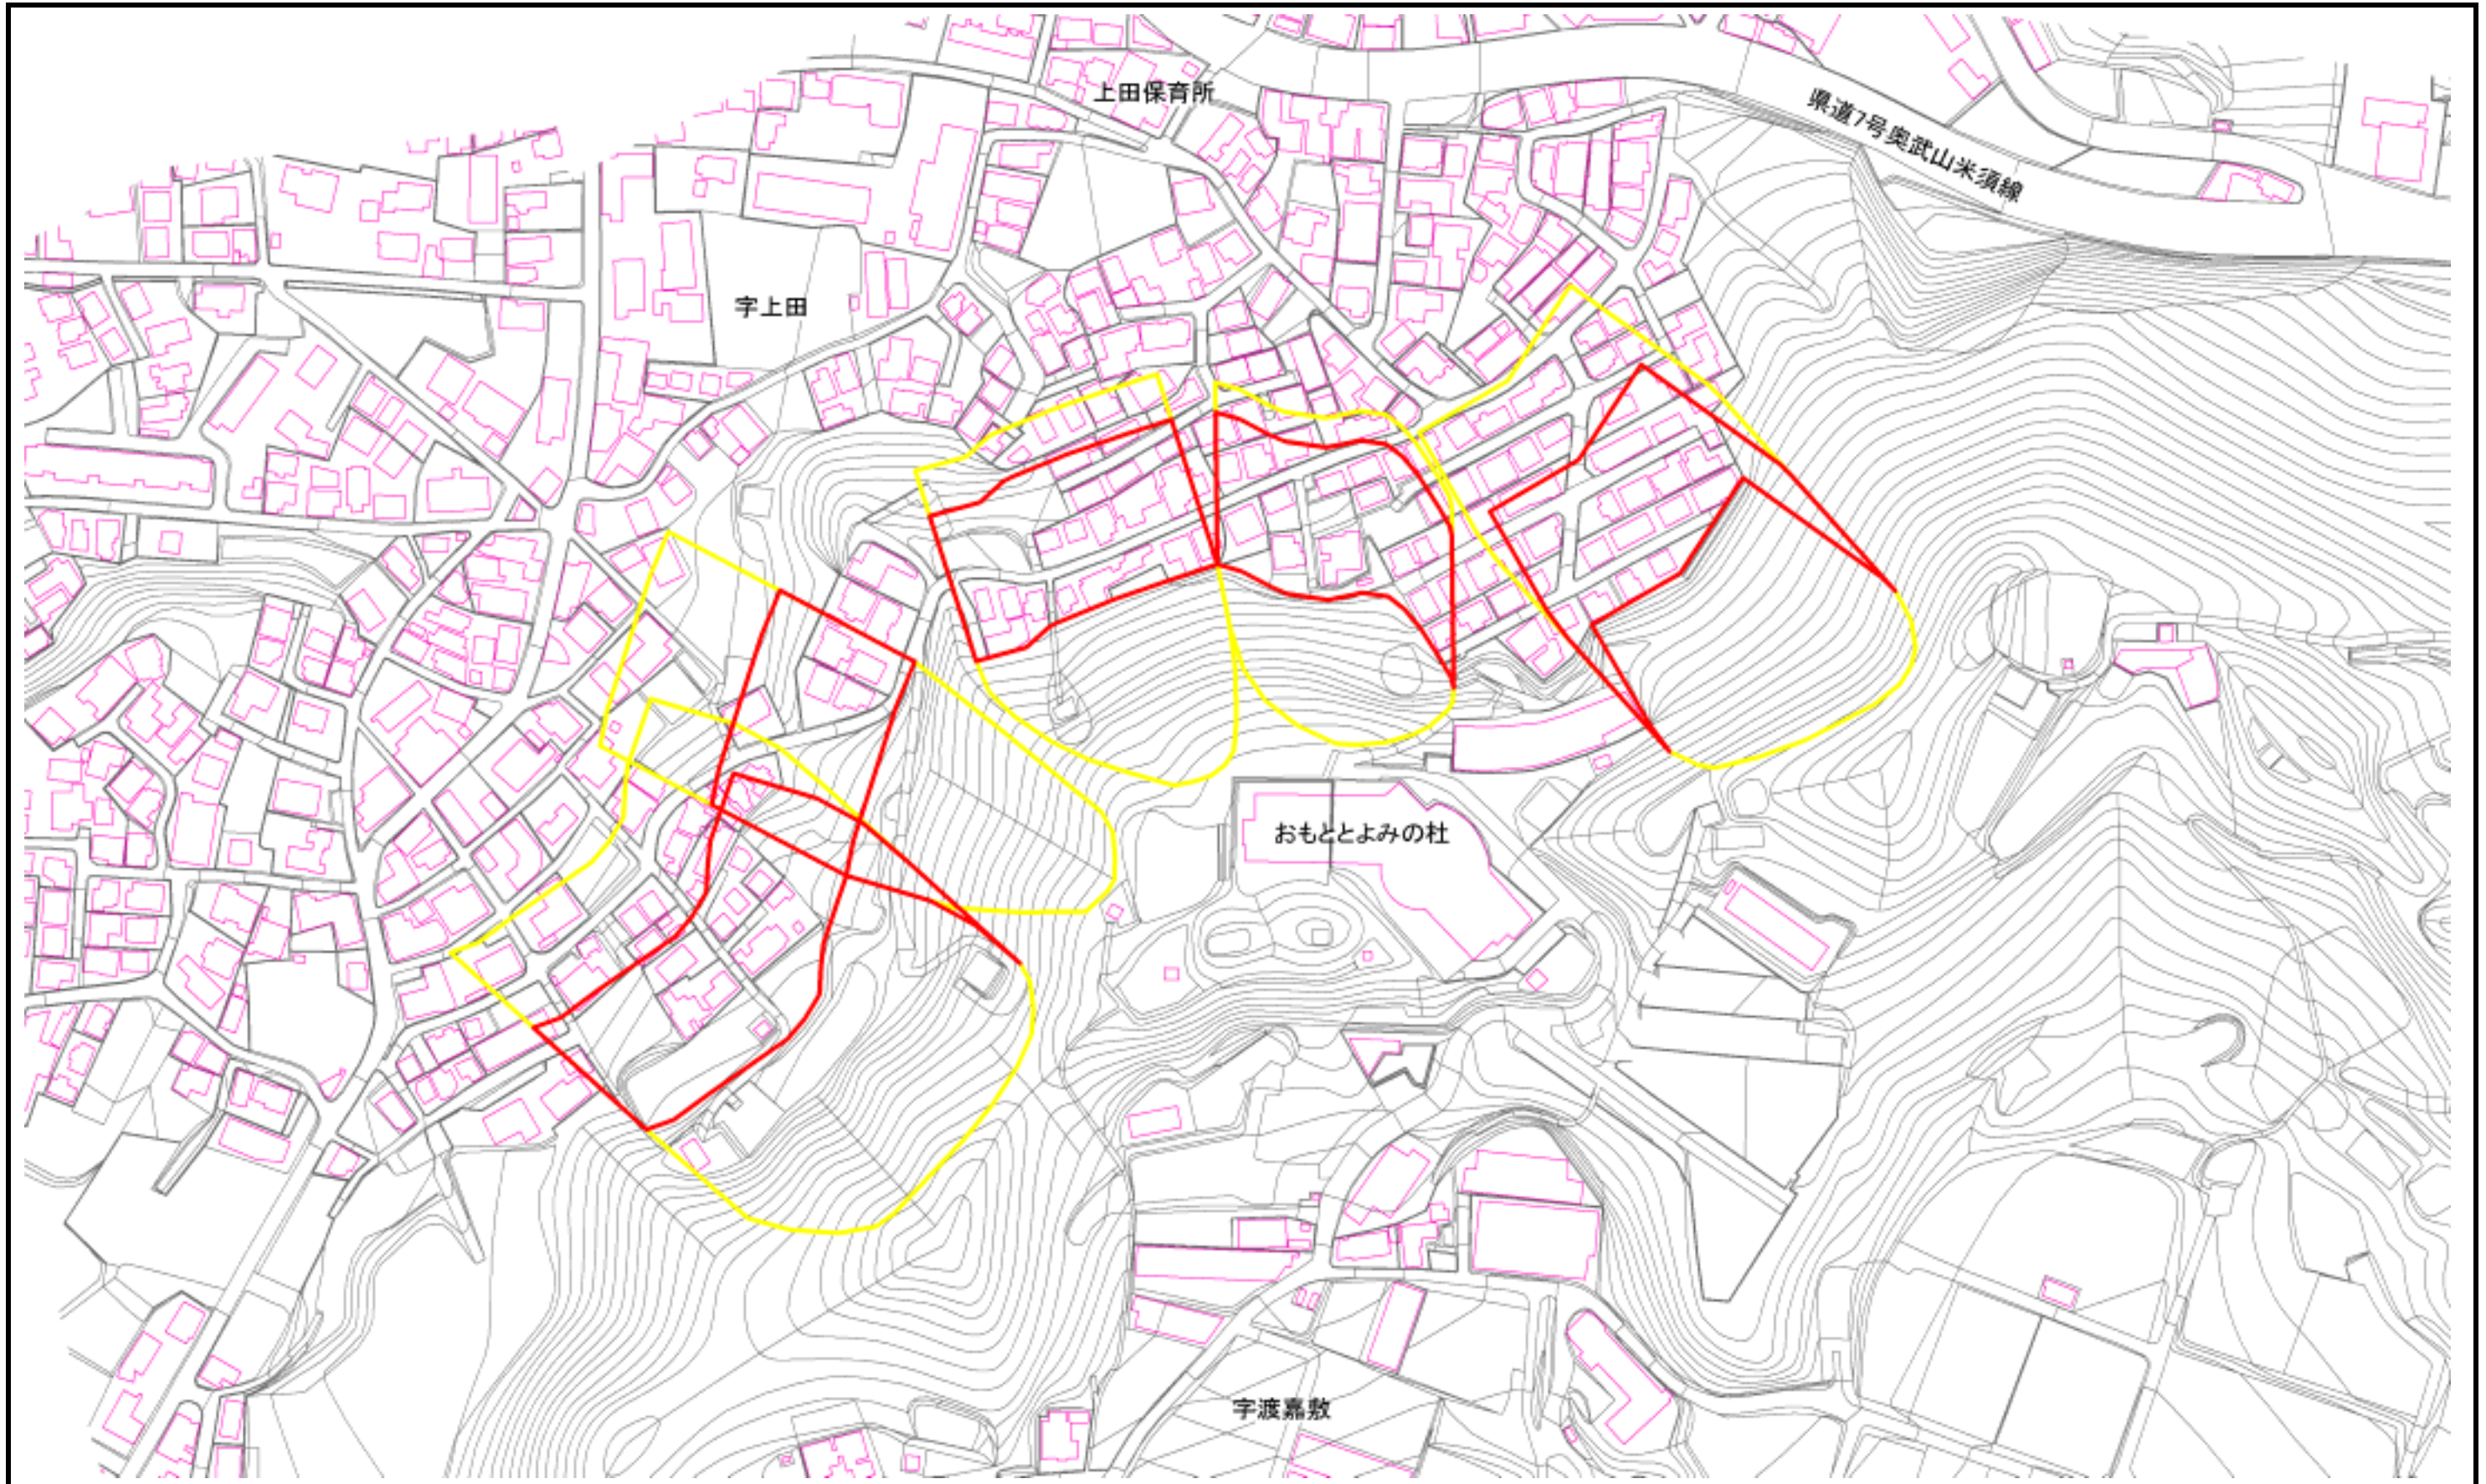 上田保育所
県道7号奥武山米須線
字上田
おもととよみの杜
字渡嘉敷